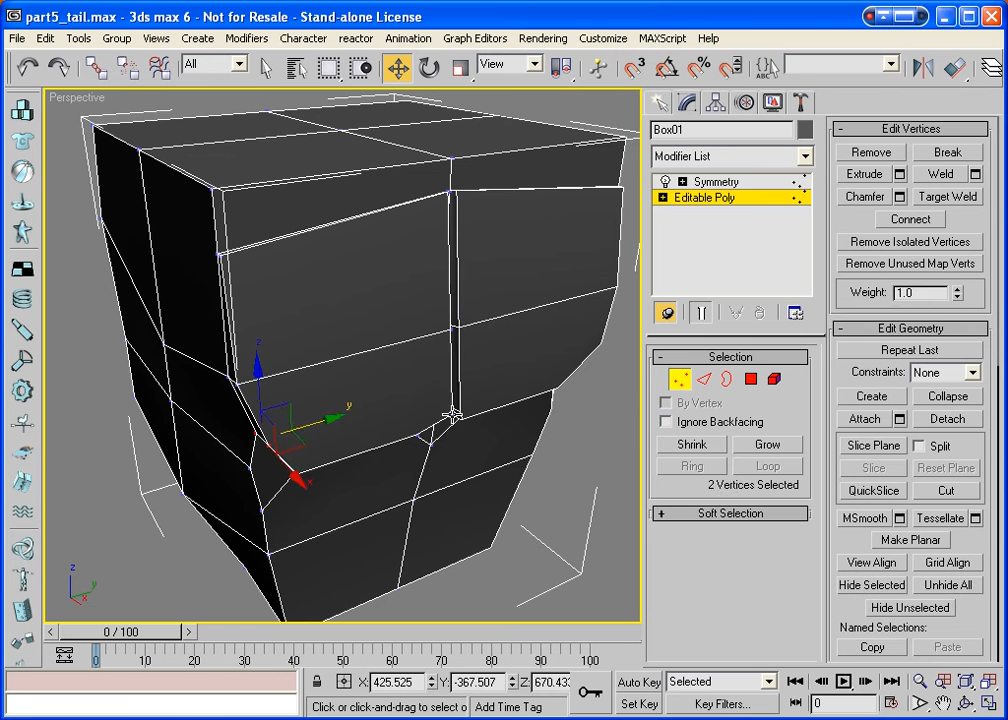 part5_tail.max - 3ds max 6 - Not for Resale - Stand-alone License
File Edit Tools Group Views Create Modifiers Character reactor Animation Graph Editors Rendering Customize MAXScript Help
All View
Perspective
Box01
Modifier List
Symmetry
Editable Poly
Selection
By Vertex
Ignore Backfacing
Shrink Grow
Ring Loop
2 Vertices Selected
Soft Selection
Edit Vertices
Remove Break
Extrude Weld
Chamfer Target Weld
Connect
Remove Isolated Vertices
Remove Unused Map Verts
Weight: 1.0
Edit Geometry
Repeat Last
Constraints: None
Create Collapse
Attach Detach
Slice Plane Split
Slice Reset Plane
QuickSlice Cut
MSmooth Tessellate
Make Planar
View Align Grid Align
Hide Selected Unhide All
Hide Unselected
Named Selections:
Copy Paste
z
y
x
z
y
x
0 / 100
0 10 20 30 40 50 60 70 80 90 100
X: 425.525 Y: -367.507 Z: 670.433
Auto Key Selected
Click or click-and-drag to select o Add Time Tag
Set Key Key Filters... 0